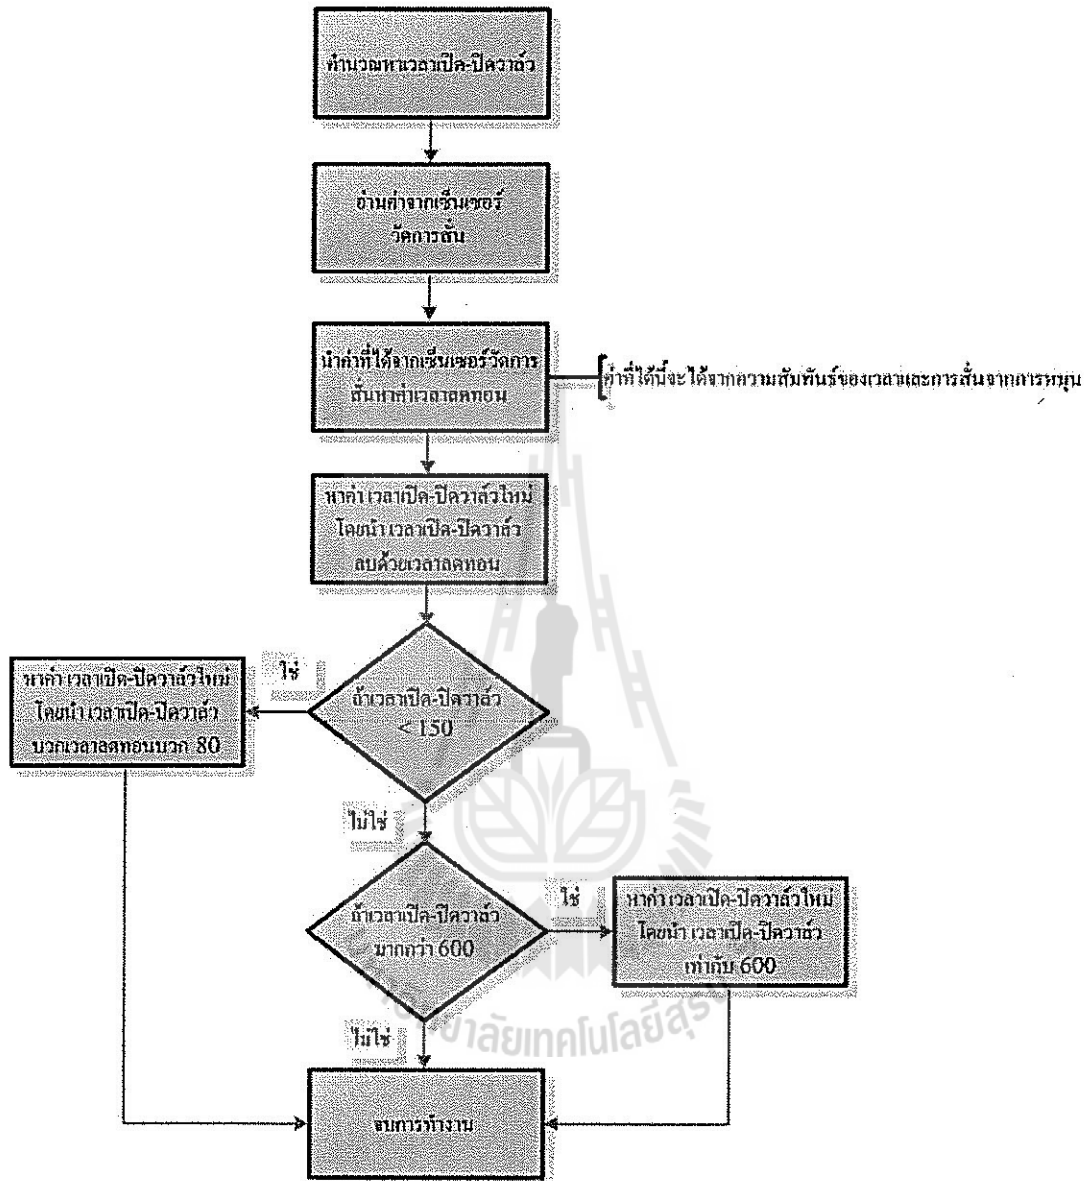 คำนวณหาเวลาเปิด-ปิดวาล์ว
อ่านค่าจากเซ็นเซอร์
วัดการสั่น
นำค่าที่ได้จากเซ็นเซอร์วัดการ
สั่นหาค่าเวลาลดทอน
ค่าที่ได้นี้จะได้จากความสัมพันธ์ของเวลาและการสั่นจากการหมุน
หาค่า เวลาเปิด-ปิดวาล์วใหม่
โดยนำ เวลาเปิด-ปิดวาล์ว
ลบด้วยเวลาลดทอน
ถ้าเวลาเปิด-ปิดวาล์ว
< 150
ใช่
หาค่า เวลาเปิด-ปิดวาล์วใหม่
โดยนำ เวลาเปิด-ปิดวาล์ว
บวกเวลาลดทอนบวก 80
ไม่ใช่
ถ้าเวลาเปิด-ปิดวาล์ว
มากกว่า 600
ใช่
หาค่า เวลาเปิด-ปิดวาล์วใหม่
โดยนำ เวลาเปิด-ปิดวาล์ว
เท่ากับ 600
ไม่ใช่
จบการทำงาน